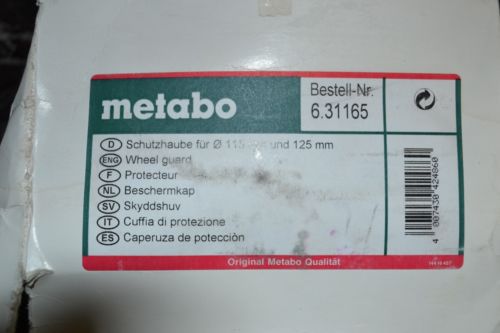 metabo
Bestell-Nr.
6.31165
D Schutzhaube für Ø 115 und 125 mm
ENG Wheel guard
F Protecteur
NL Beschermkap
SV Skyddshuv
IT Cuffia di protezione
ES Caperuza de potección
4 007430 424860
Original Metabo Qualität